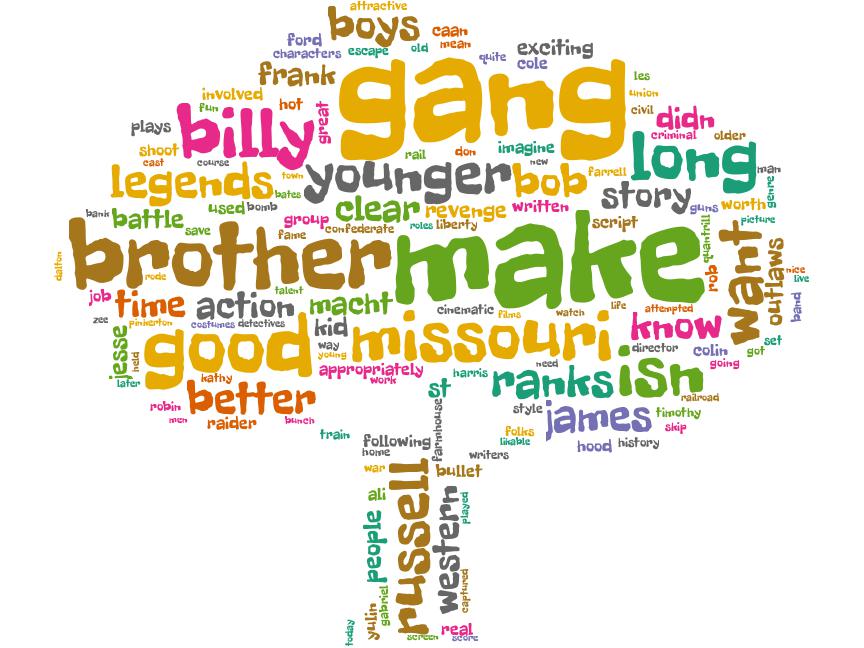 attractive
boys
caan
mean
ford
characters
escape
old
quite
exciting
cole
frank
gang
les
involved
fun
hot
great
union
civil
didn
criminal
older
plays
billy
shoot
cast
course
rail
don
imagine
new
long
man
genre
legends
town
bates
younger
bob
farrell
story
guns
worth
picture
bank
battle
used
bomb
save
group
clear
revenge
written
script
fame
confederate
roles
liberty
quantrill
want
outlaws
dalton
brother
make
rob
nice
live
rode
talent
job
time
action
macht
cinematic
films
watch
life
attempted
band
zee
pinkerton
costumes
detectives
kid
way
young
missouri
know
director
colin
got
set
going
jesse
held
good
later
kathy
appropriately
work
harris
need
ranks
ish
railroad
better
st
robin
men
raider
bunch
style
james
timothy
skip
train
following
home
farmhouse
folks
likable
hood
history
writers
war
bullet
ali
russell
western
played
people
captured
gabriel
yulin
today
screen
real
score